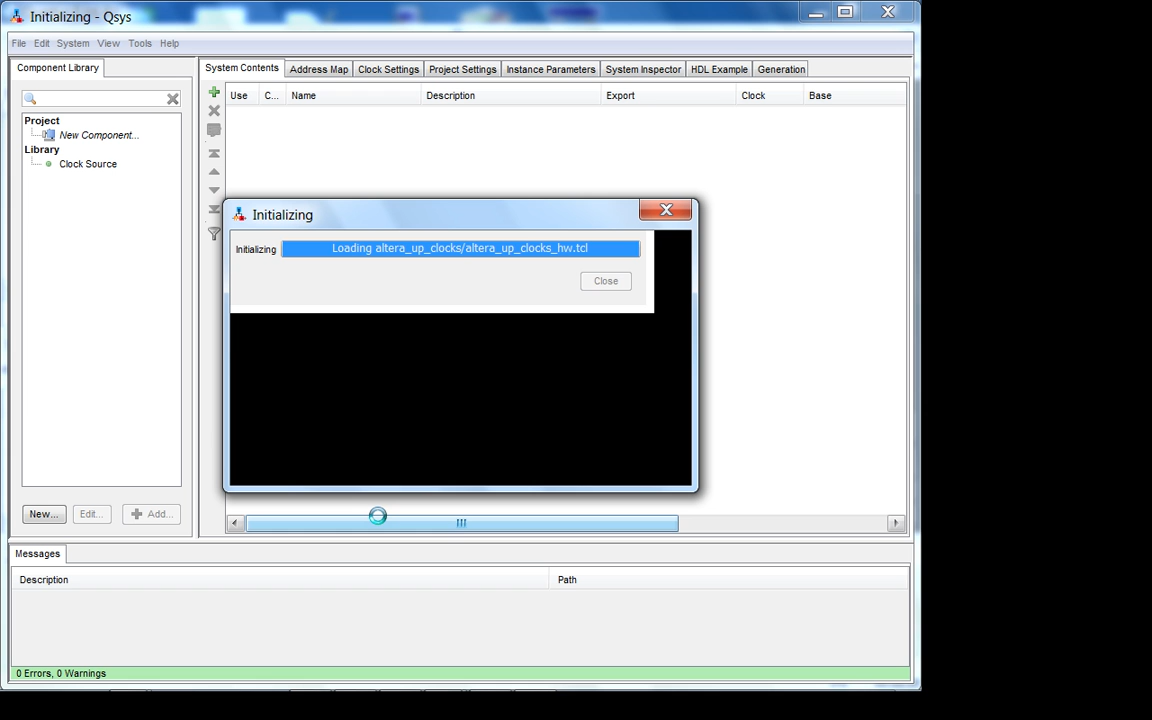 Initializing - Qsys
File Edit System View Tools Help
Component Library
System Contents Address Map Clock Settings Project Settings Instance Parameters System Inspector HDL Example Generation
Use C... Name Description Export Clock Base
Project
New Component...
Library
Clock Source
Initializing
Initializing Loading altera_up_clocks/altera_up_clocks_hw.tcl
Close
New... Edit... Add...
Messages
Description Path
0 Errors, 0 Warnings